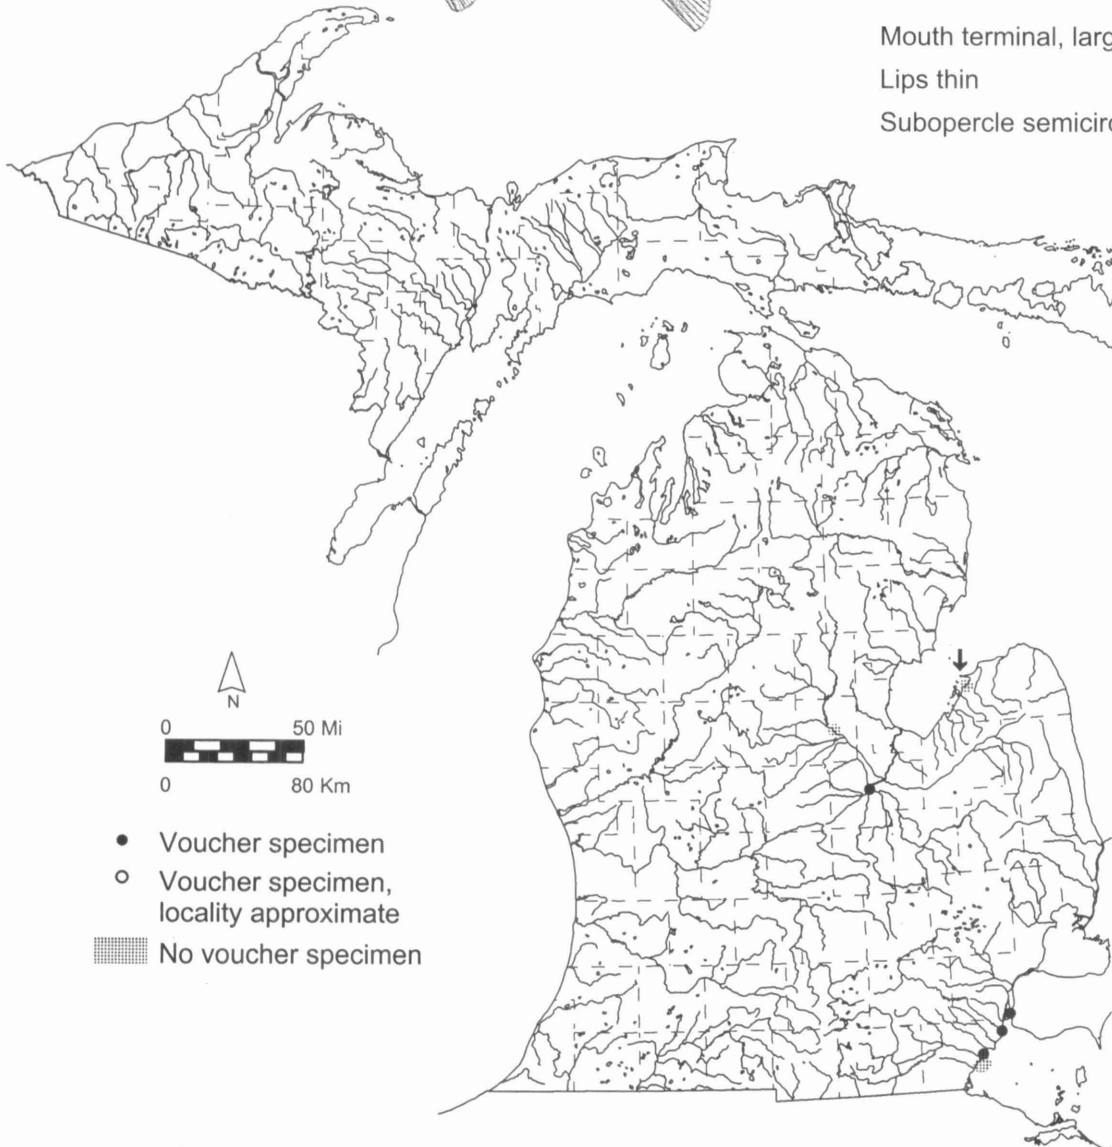 Mouth terminal, larg
Lips thin
Subopercle semicirc
N
0 50 Mi
0 80 Km
Voucher specimen
Voucher specimen,
locality approximate
No voucher specimen